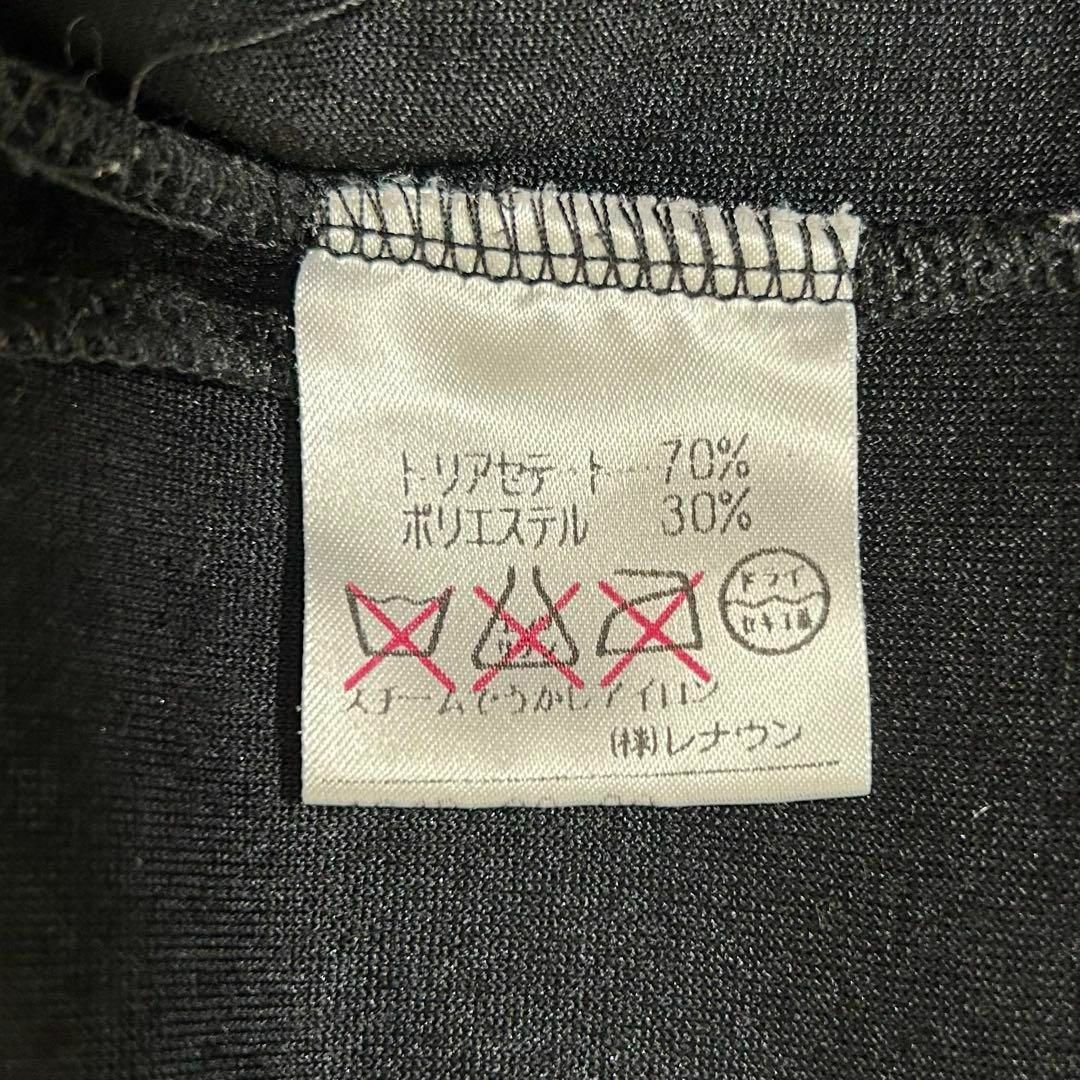 トリアセテート…70%
ポリエステル 30%
ドライ
セキユ系
スチームでうかしアイロン
(株)レナウン